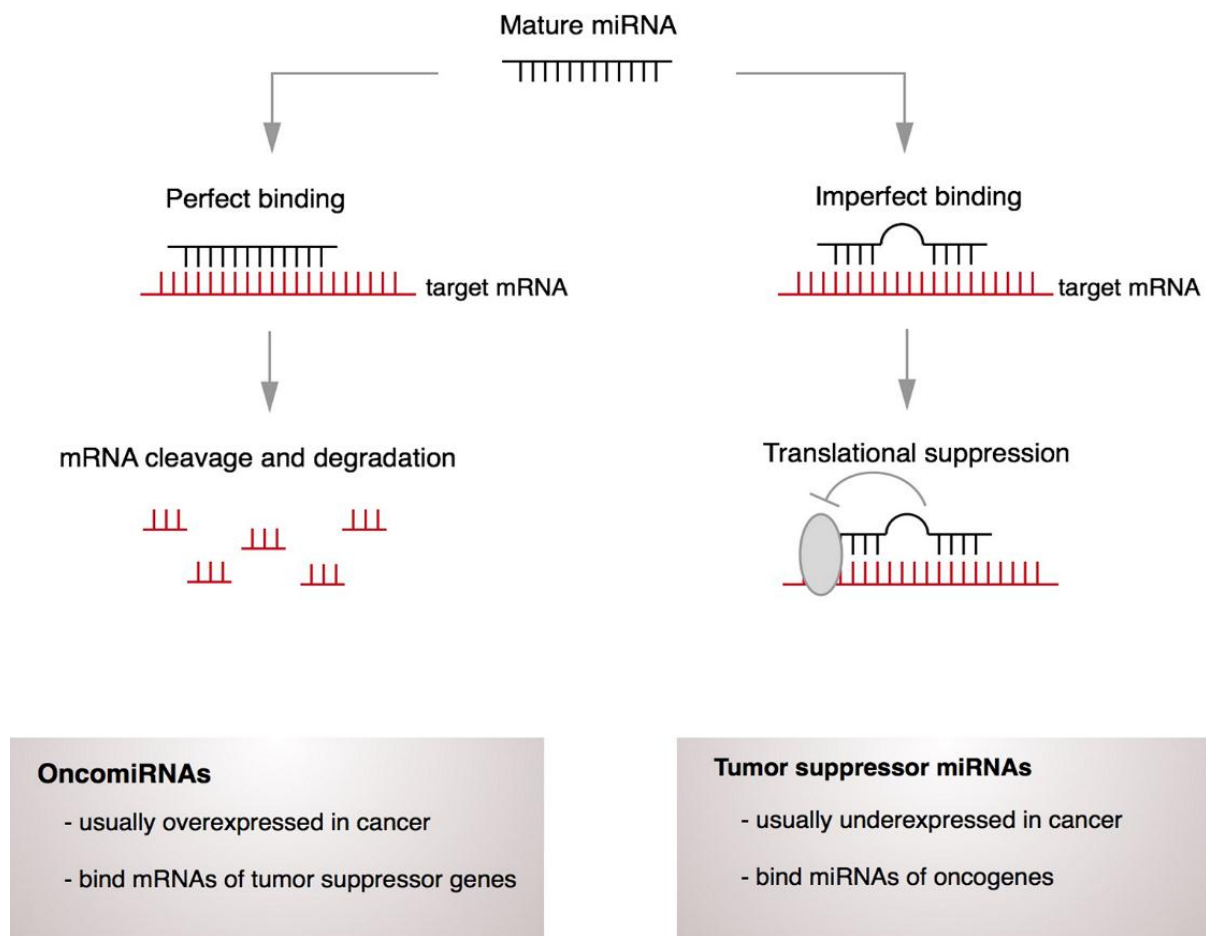 Mature miRNA
Perfect binding
target mRNA
mRNA cleavage and degradation
Imperfect binding
target mRNA
Translational suppression
OncomiRNAs
- usually overexpressed in cancer
- bind mRNAs of tumor suppressor genes
Tumor suppressor miRNAs
- usually underexpressed in cancer
- bind miRNAs of oncogenes